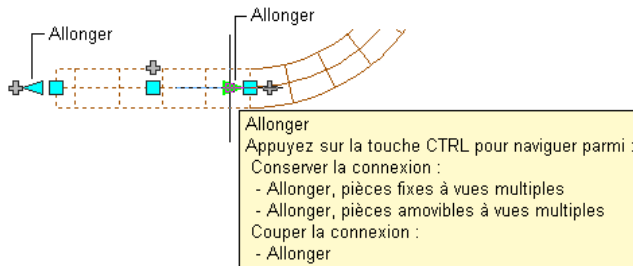 Allonger
Allonger
Allonger
Appuyez sur la touche CTRL pour naviguer parmi :
Conserver la connexion :
- Allonger, pièces fixes à vues multiples
- Allonger, pièces amovibles à vues multiples
Couper la connexion :
- Allonger